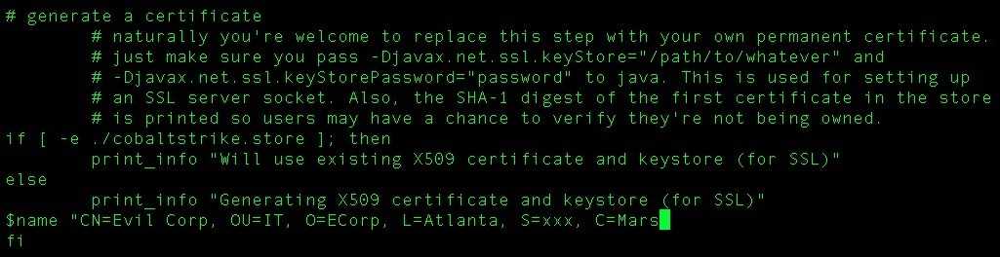 # generate a certificate
# naturally you're welcome to replace this step with your own permanent certificate.
# just make sure you pass -Djavax.net.ssl.keyStore="/path/to/whatever" and
# -Djavax.net.ssl.keyStorePassword="password" to java. This is used for setting up
# an SSL server socket. Also, the SHA-1 digest of the first certificate in the store
# is printed so users may have a chance to verify they're not being owned.
if [ -e ./cobaltstrike.store ]; then
print_info "Will use existing X509 certificate and keystore (for SSL)"
else
print_info "Generating X509 certificate and keystore (for SSL)"
$name "CN=Evil Corp, OU=IT, O=ECorp, L=Atlanta, S=xxx, C=Mars
fi